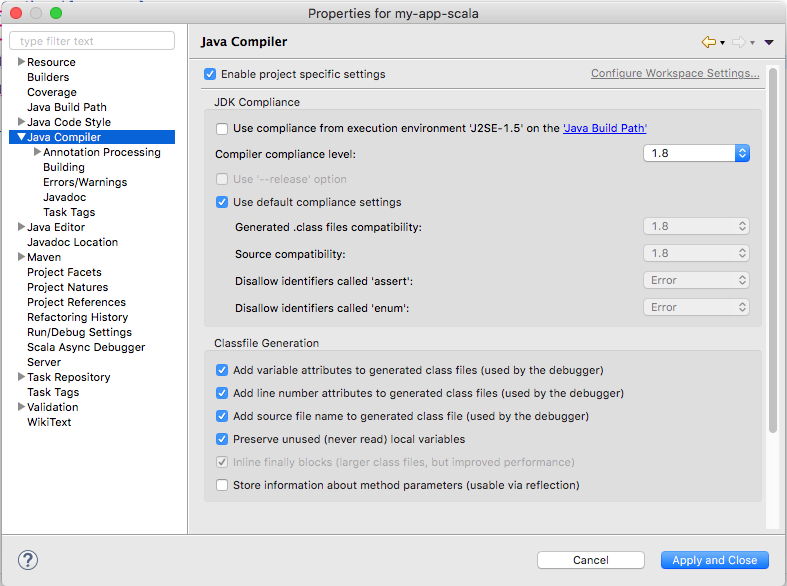 Properties for my-app-scala
type filter text
Resource
Builders
Coverage
Java Build Path
Java Code Style
Java Compiler
Annotation Processing
Building
Errors/Warnings
Javadoc
Task Tags
Java Editor
Javadoc Location
Maven
Project Facets
Project Natures
Project References
Refactoring History
Run/Debug Settings
Scala Async Debugger
Server
Task Repository
Task Tags
Validation
WikiText
Java Compiler
Enable project specific settings
Configure Workspace Settings...
JDK Compliance
Use compliance from execution environment 'J2SE-1.5' on the 'Java Build Path'
Compiler compliance level: 1.8
Use '--release' option
Use default compliance settings
Generated .class files compatibility: 1.8
Source compatibility: 1.8
Disallow identifiers called 'assert': Error
Disallow identifiers called 'enum': Error
Classfile Generation
Add variable attributes to generated class files (used by the debugger)
Add line number attributes to generated class files (used by the debugger)
Add source file name to generated class file (used by the debugger)
Preserve unused (never read) local variables
Inline finally blocks (larger class files, but improved performance)
Store information about method parameters (usable via reflection)
?
Cancel
Apply and Close